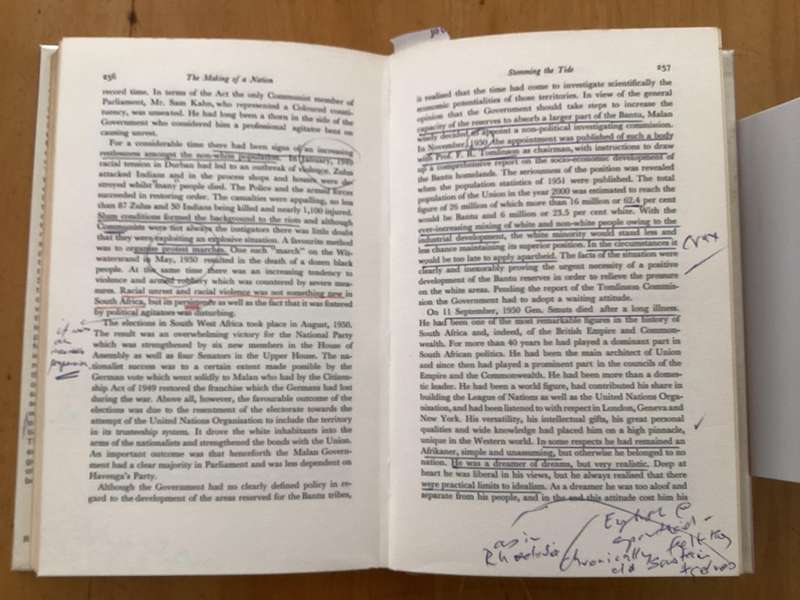 256
The Making of a Nation
record time. In terms of the Act the only Communist member of
Parliament, Mr. Sam Kahn, who represented a Coloured consti-
tuency, was unseated. He had long been a thorn in the side of the
Government who considered him a professional agitator bent on
causing unrest.
For a considerable time there had been signs of an increasing
restlessness amongst the non-white population. In January, 1949
racial tension in Durban had led to an outbreak of violence. Zulus
attacked Indians and in the process shops and houses were de-
stroyed whilst many people died. The Police and the armed forces
succeeded in restoring order. The casualties were appalling, no less
than 87 Zulus and 50 Indians being killed and nearly 1,100 injured.
Slum conditions formed the background to the riots and although
Communists were not always the instigators there was little doubt
that they were exploiting an explosive situation. A favourite method
was to organise protest marches. One such "march" on the Wit-
watersrand in May, 1950 resulted in the death of a dozen black
people. At the same time there was an increasing tendency to
violence and armed robbery which was countered by severe mea-
sures. Racial unrest and racial violence was not something new in
South Africa, but its persistence as well as the fact that it was fostered
by political agitators was disturbing.
The elections in South West Africa took place in August, 1950.
The result was an overwhelming victory for the National Party
which was strengthened by six new members in the House of
Assembly as well as four Senators in the Upper House. The na-
tionalist success was to a certain extent made possible by the
German vote which went solidly to Malan who had by the Citizen-
ship Act of 1949 restored the franchise which the Germans had lost
during the war. Above all, however, the favourable outcome of the
elections was due to the resentment of the electorate towards the
attempt of the United Nations Organisation to include the territory
in its trusteeship system. It drove the white inhabitants into the
arms of the nationalists and strengthened the bonds with the Union.
An important outcome was that henceforth the Malan Govern-
ment had a clear majority in Parliament and was less dependent on
Havenga's Party.
Although the Government had no clearly defined policy in re-
gard to the development of the areas reserved for the Bantu tribes,
Stemming the Tide
257
it realised that the time had come to investigate scientifically the
economic potentialities of those territories. In view of the general
opinion that the Government should take steps to increase the
capacity of the reserves to absorb a larger part of the Bantu, Malan
decided to appoint a non-political investigating commission.
In November, 1950, the appointment was published of such a body
with Prof. F. R. Tomlinson as chairman, with instructions to draw
up a comprehensive report on the socio-economic development of
the Bantu homelands. The seriousness of the position was revealed
when the population statistics of 1951 were published. The total
population of the Union in the year 2000 was estimated to reach the
figure of 26 million of which more than 16 million or 62.4 per cent
would be Bantu and 6 million or 23.5 per cent white. With the
ever-increasing mixing of white and non-white people owing to the
industrial development, the white minority would stand less and
less chance maintaining its superior position. In the circumstances it
would be too late to apply apartheid. The facts of the situation were
clearly and inexorably proving the urgent necessity of a positive
development of the Bantu reserves in order to relieve the pressure
on the white areas. Pending the report of the Tomlinson Commis-
sion the Government had to adopt a waiting attitude.
On 11 September, 1950 Gen. Smuts died after a long illness.
He had been one of the most remarkable figures in the history of
South Africa and, indeed, of the British Empire and Common-
wealth. For more than 40 years he had played a dominant part in
South African politics. He had been the main architect of Union
and since then had played a prominent part in the councils of the
Empire and the Commonwealth. He had been more than a domes-
tic leader. He had been a world figure, had contributed his share in
building the League of Nations as well as the United Nations Orga-
nisation, and had been listened to with respect in London, Geneva and
New York. His versatility, his intellectual gifts, his great personal
qualities and wide knowledge had placed him on a high pinnacle,
unique in the Western world. In some respects he had remained an
Afrikaner, simple and unassuming, but otherwise he belonged to no
nation. He was a dreamer of dreams, but very realistic. Deep at
heart he was liberal in his views, but he always realised that there
were practical limits to idealism. As a dreamer he was too aloof and
separate from his people, and in the end this attitude cost him his
crux
as in
Rhodesia
chronically